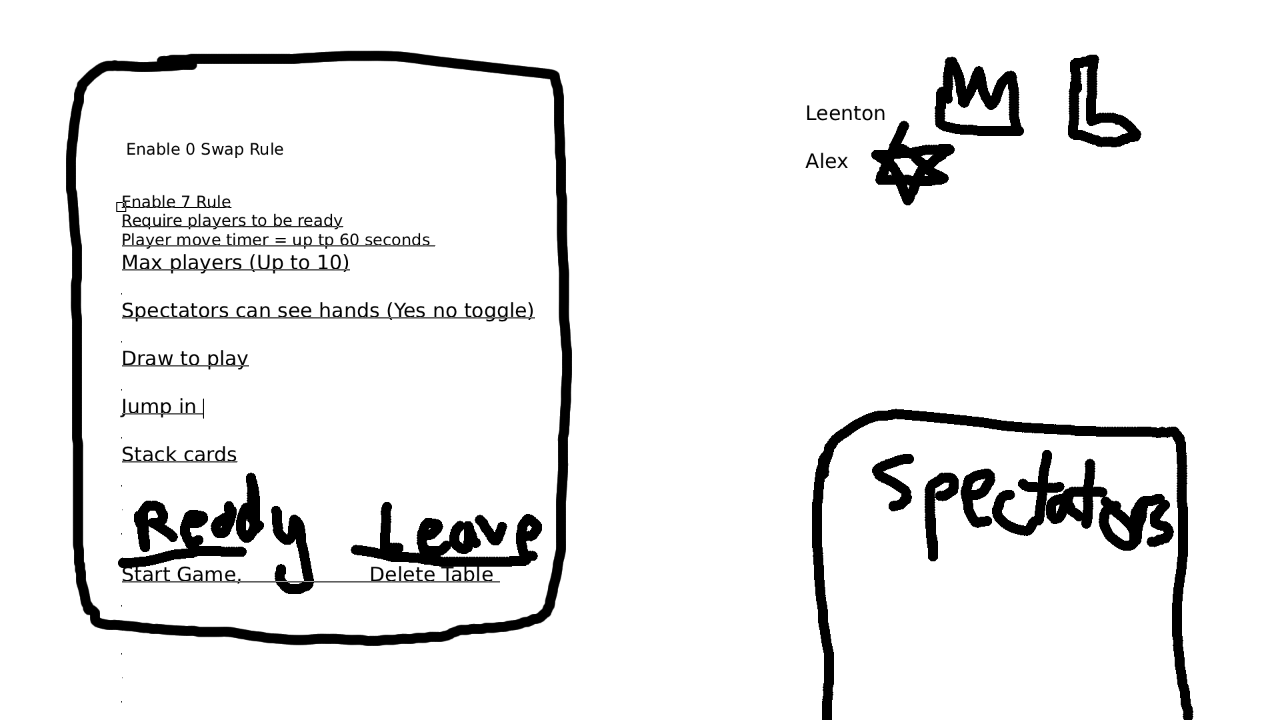 Enable 0 Swap Rule
Enable 7 Rule
Require players to be ready
Player move timer = up tp 60 seconds
Max players (Up to 10)
Spectators can see hands (Yes no toggle)
Draw to play
Jump in
Stack cards
Ready Leave
Start Game, Delete Table
Leenton
Alex
Spectators